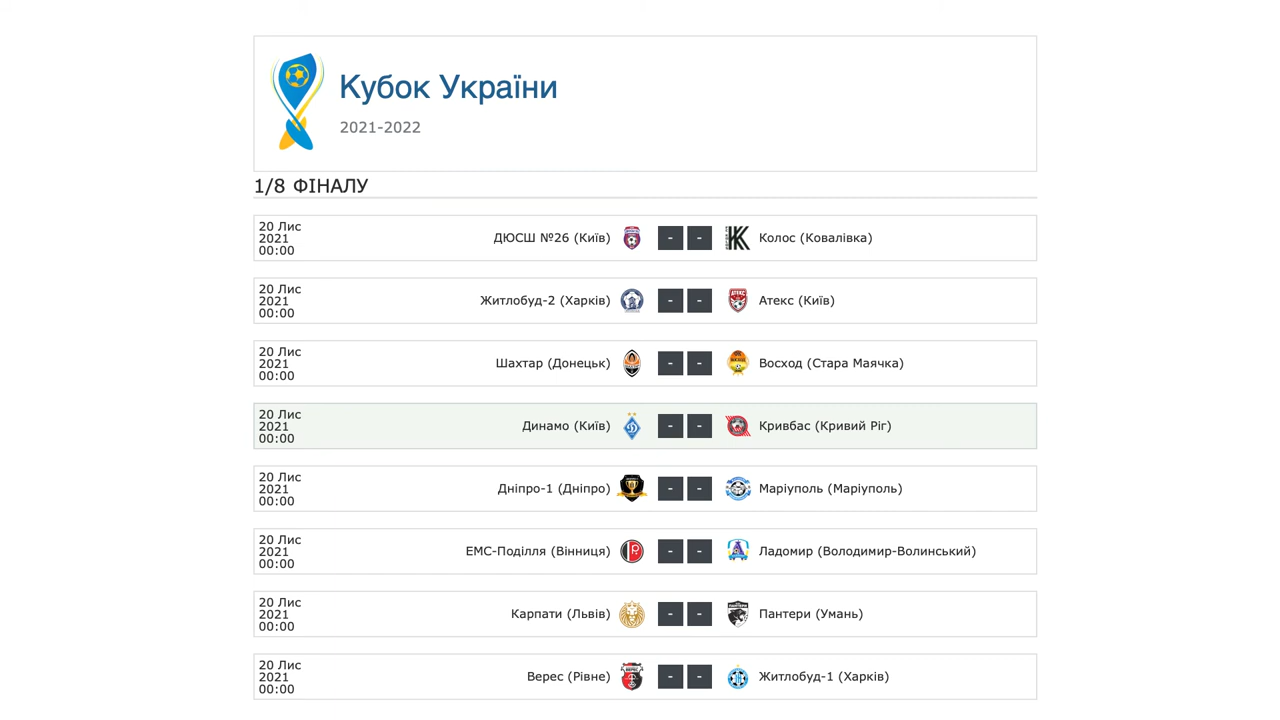 Кубок України
2021-2022
1/8 ФІНАЛУ
20 Лис
2021
00:00
ДЮСШ №26 (Київ) - - Колос (Ковалівка)
20 Лис
2021
00:00
Житлобуд-2 (Харків) - - Атекс (Київ)
20 Лис
2021
00:00
Шахтар (Донецьк) - - Восход (Стара Маячка)
20 Лис
2021
00:00
Динамо (Київ) - - Кривбас (Кривий Ріг)
20 Лис
2021
00:00
Дніпро-1 (Дніпро) - - Маріуполь (Маріуполь)
20 Лис
2021
00:00
ЕМС-Поділля (Вінниця) - - Ладомир (Володимир-Волинський)
20 Лис
2021
00:00
Карпати (Львів) - - Пантери (Умань)
20 Лис
2021
00:00
Верес (Рівне) - - Житлобуд-1 (Харків)